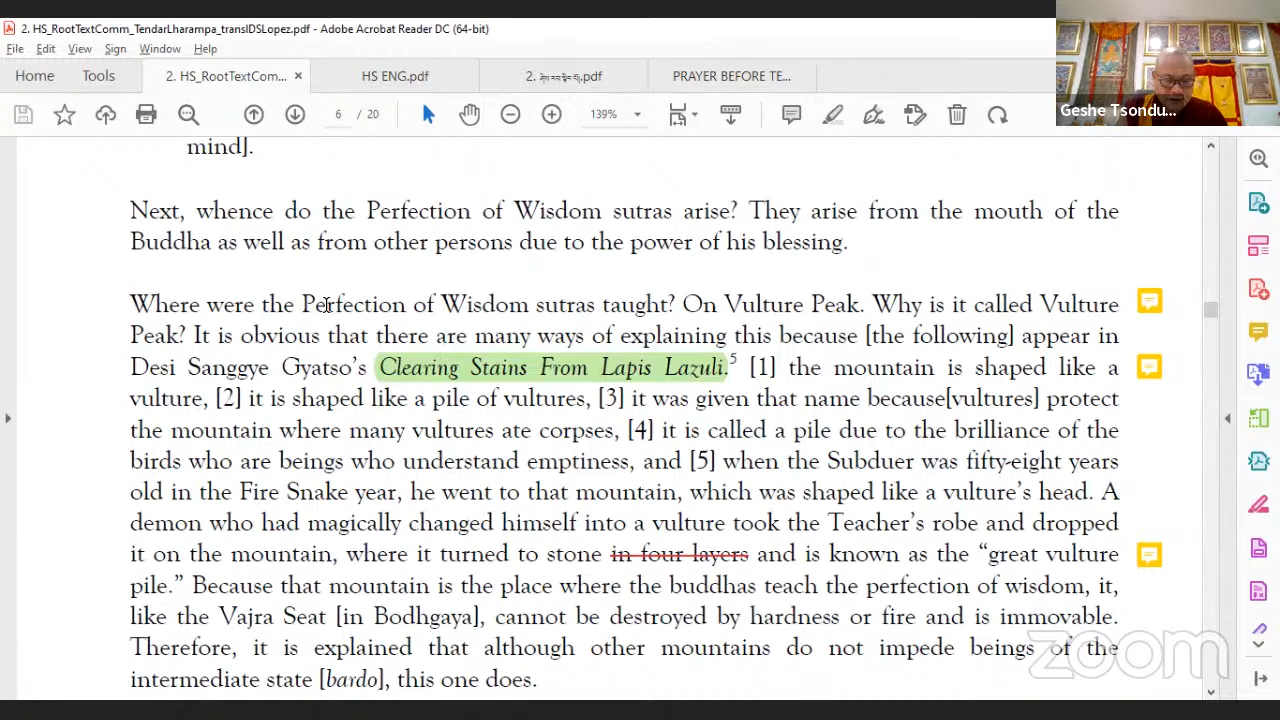 2. HS_RootTextComm_TendarLharampa_transIDSLopez.pdf - Adobe Acrobat Reader DC (64-bit)
File Edit View Sign Window Help
Home Tools 2. HS_RootTextCom... × HS ENG.pdf PRAYER BEFORE TE...
6 / 20 139%
Geshe Tsondu...
mind].
Next, whence do the Perfection of Wisdom sutras arise? They arise from the mouth of the
Buddha as well as from other persons due to the power of his blessing.
Where were the Perfection of Wisdom sutras taught? On Vulture Peak. Why is it called Vulture
Peak? It is obvious that there are many ways of explaining this because [the following] appear in
Desi Sanggye Gyatso's Clearing Stains From Lapis Lazuli.5 [1] the mountain is shaped like a
vulture, [2] it is shaped like a pile of vultures, [3] it was given that name because[vultures] protect
the mountain where many vultures ate corpses, [4] it is called a pile due to the brilliance of the
birds who are beings who understand emptiness, and [5] when the Subduer was fifty-eight years
old in the Fire Snake year, he went to that mountain, which was shaped like a vulture's head. A
demon who had magically changed himself into a vulture took the Teacher's robe and dropped
it on the mountain, where it turned to stone in four layers and is known as the "great vulture
pile." Because that mountain is the place where the buddhas teach the perfection of wisdom, it,
like the Vajra Seat [in Bodhgaya], cannot be destroyed by hardness or fire and is immovable.
Therefore, it is explained that although other mountains do not impede beings of the
intermediate state [bardo], this one does.
zoom